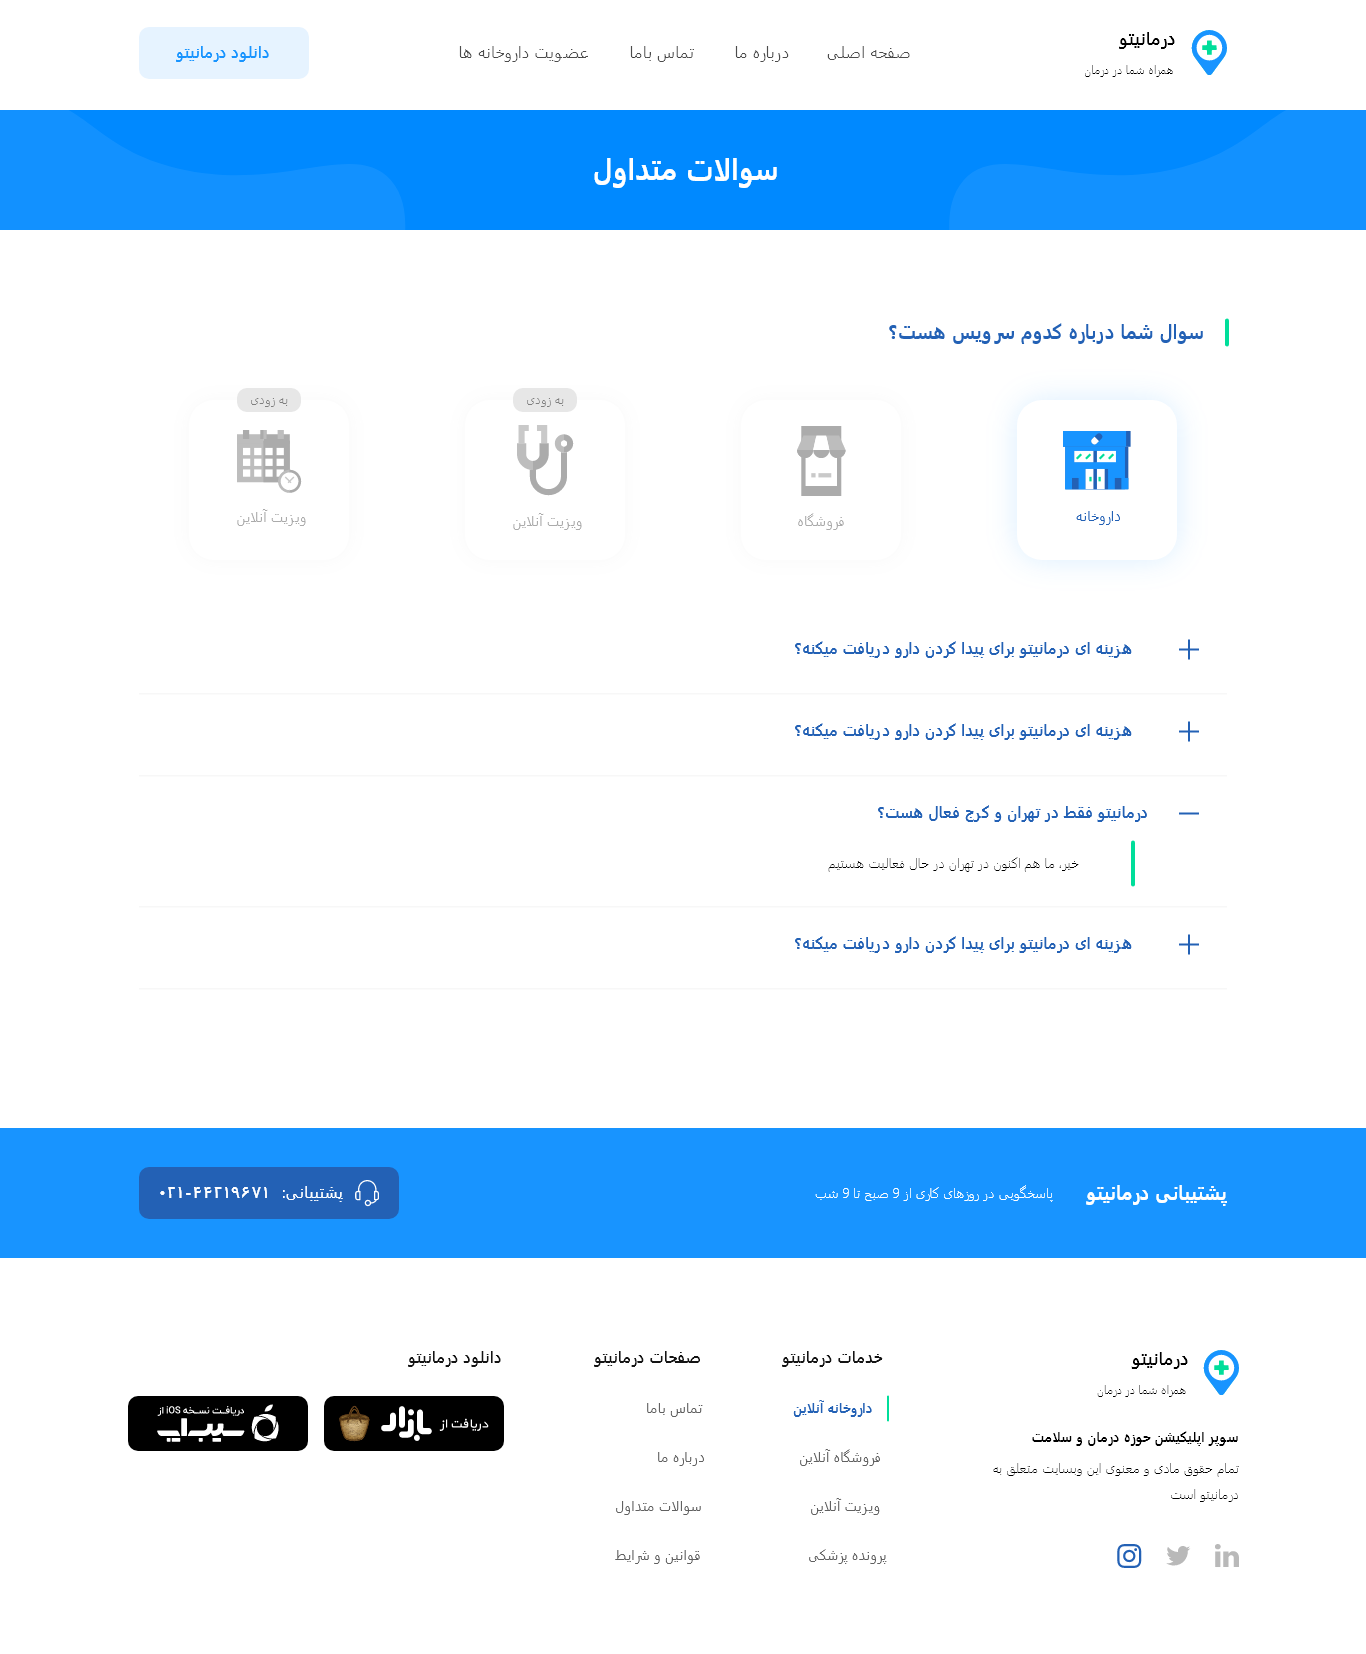 درمانیتو
همراه شما در درمان
صفحه اصلی
درباره ما
تماس باما
عضویت داروخانه ها
دانلود درمانیتو
سوالات متداول
سوال شما درباره کدوم سرویس هست؟
داروخانه
فروشگاه
به زودی
ویزیت آنلاین
به زودی
ویزیت آنلاین
هزینه ای درمانیتو برای پیدا کردن دارو دریافت میکنه؟
هزینه ای درمانیتو برای پیدا کردن دارو دریافت میکنه؟
درمانیتو فقط در تهران و کرج فعال هست؟
خیر، ما هم اکنون در تهران در حال فعالیت هستیم
هزینه ای درمانیتو برای پیدا کردن دارو دریافت میکنه؟
پشتیبانی درمانیتو
پاسخگویی در روزهای کاری از 9 صبح تا 9 شب
پشتیبانی: ۰۲۱-۴۴۲۱۹۶۷۱
درمانیتو
همراه شما در درمان
سوپر اپلیکیشن حوزه درمان و سلامت
تمام حقوق مادی و معنوی این وبسایت متعلق به
درمانیتو است
خدمات درمانیتو
داروخانه آنلاین
فروشگاه آنلاین
ویزیت آنلاین
پرونده پزشکی
صفحات درمانیتو
تماس باما
درباره ما
سوالات متداول
قوانین و شرایط
دانلود درمانیتو
دریافت از بازار
دریافت نسخه iOS از
سیب‌اپ